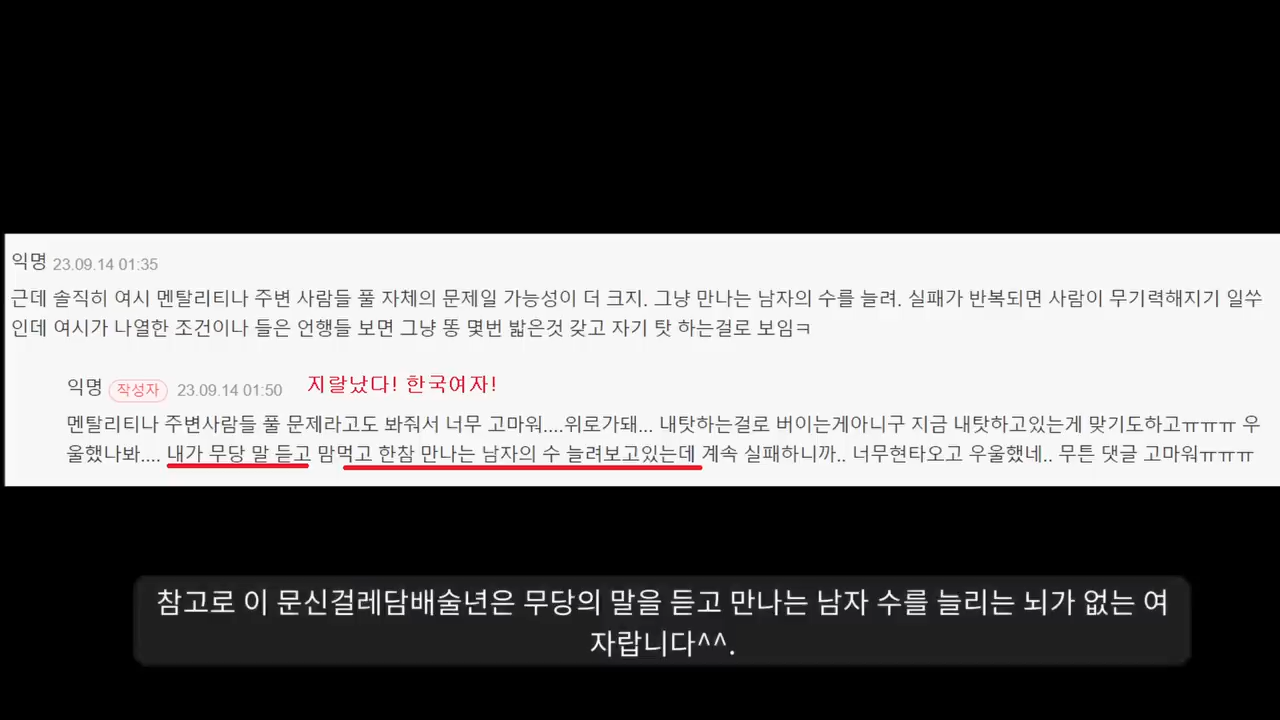 익명 23.09.14 01:35
근데 솔직히 여시 멘탈리티나 주변 사람들 풀 자체의 문제일 가능성이 더 크지. 그냥 만나는 남자의 수를 늘려. 실패가 반복되면 사람이 무기력해지기 일쑤
인데 여시가 나열한 조건이나 들은 언행들 보면 그냥 똥 몇번 밟은것 갖고 자기 탓 하는걸로 보임ㅋ
익명 작성자 23.09.14 01:50 지랄났다! 한국여자!
멘탈리티나 주변사람들 풀 문제라고도 봐줘서 너무 고마워....위로가돼... 내탓하는걸로 버이는게아니구 지금 내탓하고있는게 맞기도하고ㅠㅠㅠ 우
울했나봐.... 내가 무당 말 듣고 맘먹고 한참 만나는 남자의 수 늘려보고있는데 계속 실패하니까.. 너무현타오고 우울했네.. 무튼 댓글 고마워ㅠㅠㅠ
참고로 이 문신걸레담배술년은 무당의 말을 듣고 만나는 남자 수를 늘리는 뇌가 없는 여
자랍니다^^.